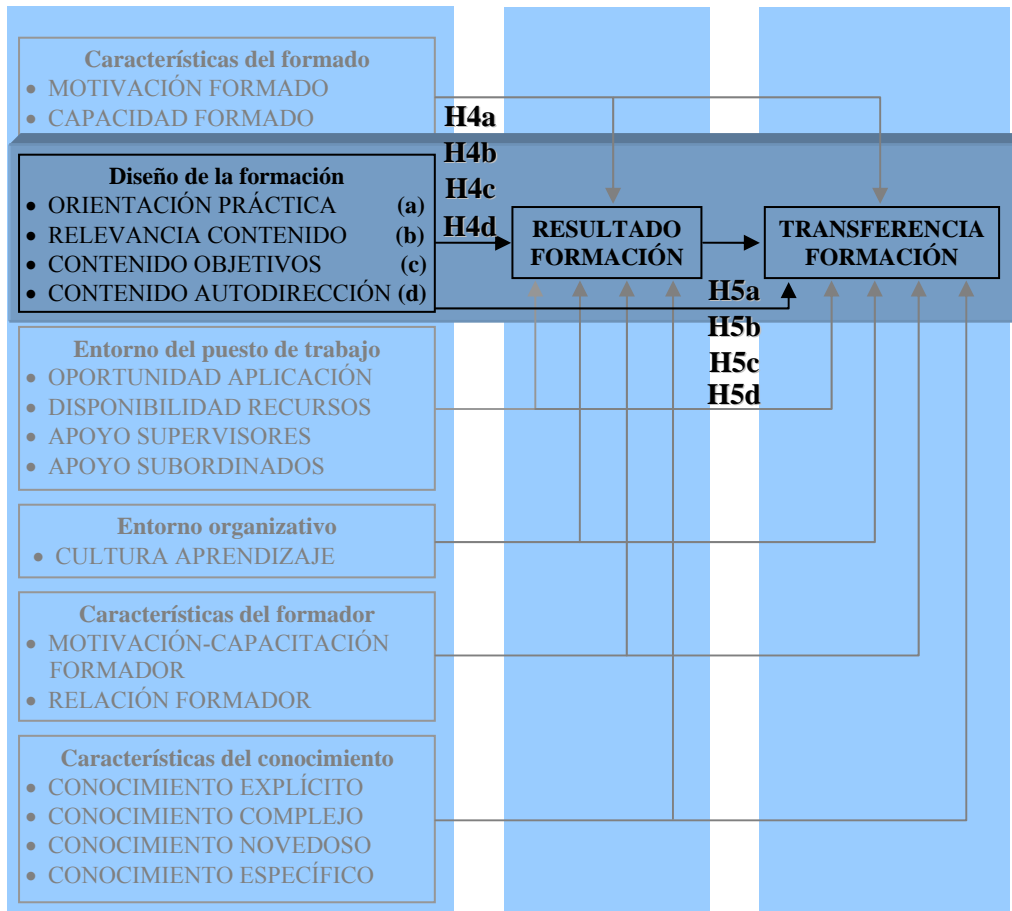 Características del formado
• MOTIVACIÓN FORMADO
• CAPACIDAD FORMADO
H4a
H4b
H4c
H4d
Diseño de la formación
• ORIENTACIÓN PRÁCTICA (a)
• RELEVANCIA CONTENIDO (b)
• CONTENIDO OBJETIVOS (c)
• CONTENIDO AUTODIRECCIÓN (d)
RESULTADO
FORMACIÓN
TRANSFERENCIA
FORMACIÓN
H5a
H5b
H5c
H5d
Entorno del puesto de trabajo
• OPORTUNIDAD APLICACIÓN
• DISPONIBILIDAD RECURSOS
• APOYO SUPERVISORES
• APOYO SUBORDINADOS
Entorno organizativo
• CULTURA APRENDIZAJE
Características del formador
• MOTIVACIÓN-CAPACITACIÓN
FORMADOR
• RELACIÓN FORMADOR
Características del conocimiento
• CONOCIMIENTO EXPLÍCITO
• CONOCIMIENTO COMPLEJO
• CONOCIMIENTO NOVEDOSO
• CONOCIMIENTO ESPECÍFICO